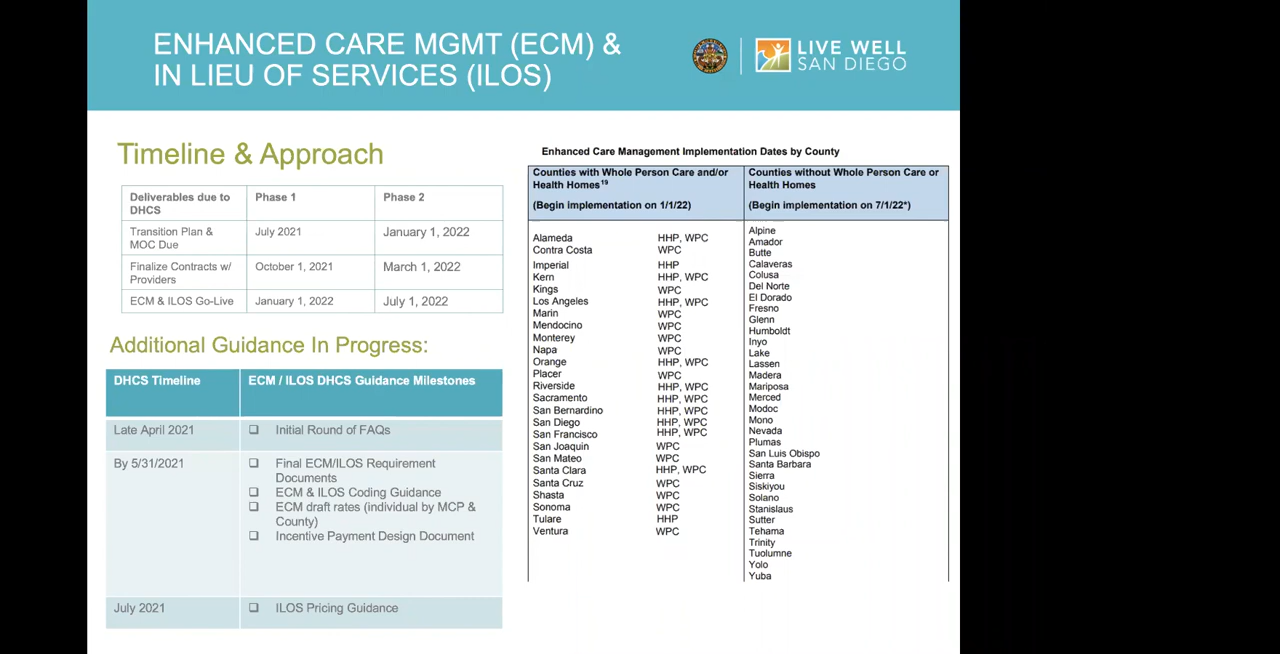 ENHANCED CARE MGMT (ECM) &
IN LIEU OF SERVICES (ILOS)
LIVE WELL
SAN DIEGO
Timeline & Approach
Deliverables due to DHCS Phase 1 Phase 2
Transition Plan & MOC Due July 2021 January 1, 2022
Finalize Contracts w/ Providers October 1, 2021 March 1, 2022
ECM & ILOS Go-Live January 1, 2022 July 1, 2022
Additional Guidance In Progress:
DHCS Timeline ECM / ILOS DHCS Guidance Milestones
Late April 2021 ❑ Initial Round of FAQs
By 5/31/2021 ❑ Final ECM/ILOS Requirement
Documents
❑ ECM & ILOS Coding Guidance
❑ ECM draft rates (individual by MCP &
County)
❑ Incentive Payment Design Document
July 2021 ❑ ILOS Pricing Guidance
Enhanced Care Management Implementation Dates by County
Counties with Whole Person Care and/or
Health Homes19
(Begin implementation on 1/1/22)
Alameda HHP, WPC
Contra Costa WPC
Imperial HHP
Kern HHP, WPC
Kings WPC
Los Angeles HHP, WPC
Marin WPC
Mendocino WPC
Monterey WPC
Napa WPC
Orange HHP, WPC
Placer WPC
Riverside HHP, WPC
Sacramento HHP, WPC
San Bernardino HHP, WPC
San Diego HHP, WPC
San Francisco HHP, WPC
San Joaquin WPC
San Mateo WPC
Santa Clara HHP, WPC
Santa Cruz WPC
Shasta WPC
Sonoma WPC
Tulare HHP
Ventura WPC
Counties without Whole Person Care or
Health Homes
(Begin implementation on 7/1/22*)
Alpine
Amador
Butte
Calaveras
Colusa
Del Norte
El Dorado
Fresno
Glenn
Humboldt
Inyo
Lake
Lassen
Madera
Mariposa
Merced
Modoc
Mono
Nevada
Plumas
San Luis Obispo
Santa Barbara
Sierra
Siskiyou
Solano
Stanislaus
Sutter
Tehama
Trinity
Tuolumne
Yolo
Yuba